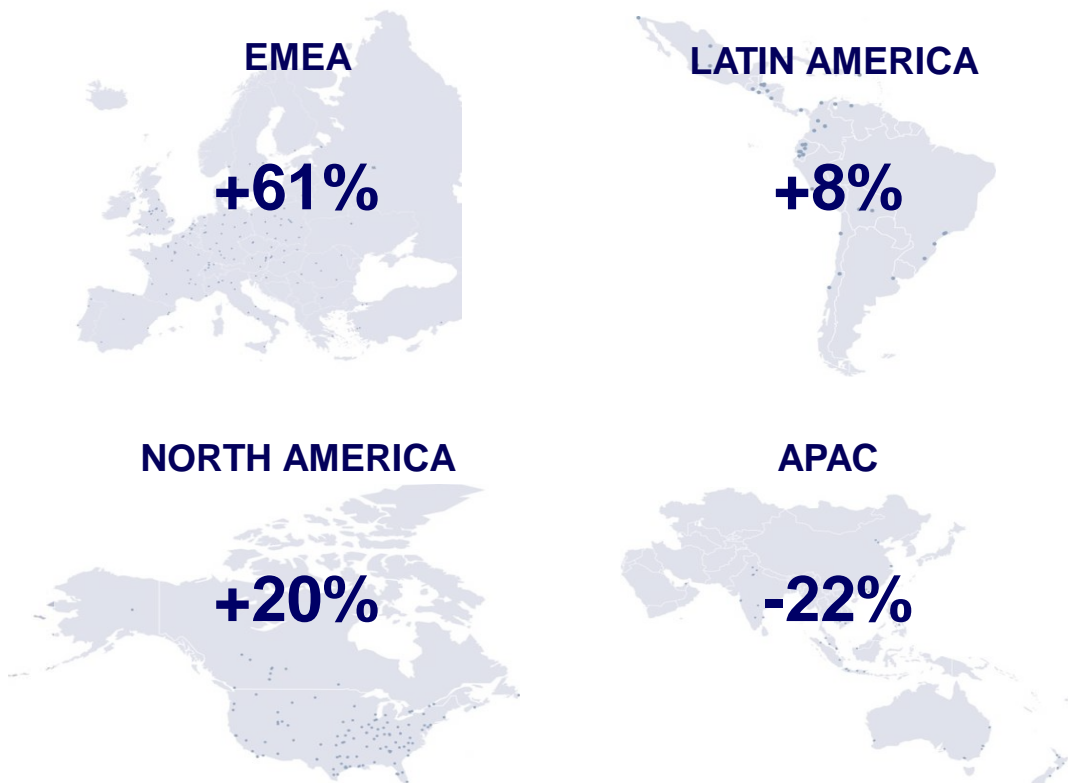 EMEA
+61%
LATIN AMERICA
+8%
NORTH AMERICA
+20%
APAC
-22%